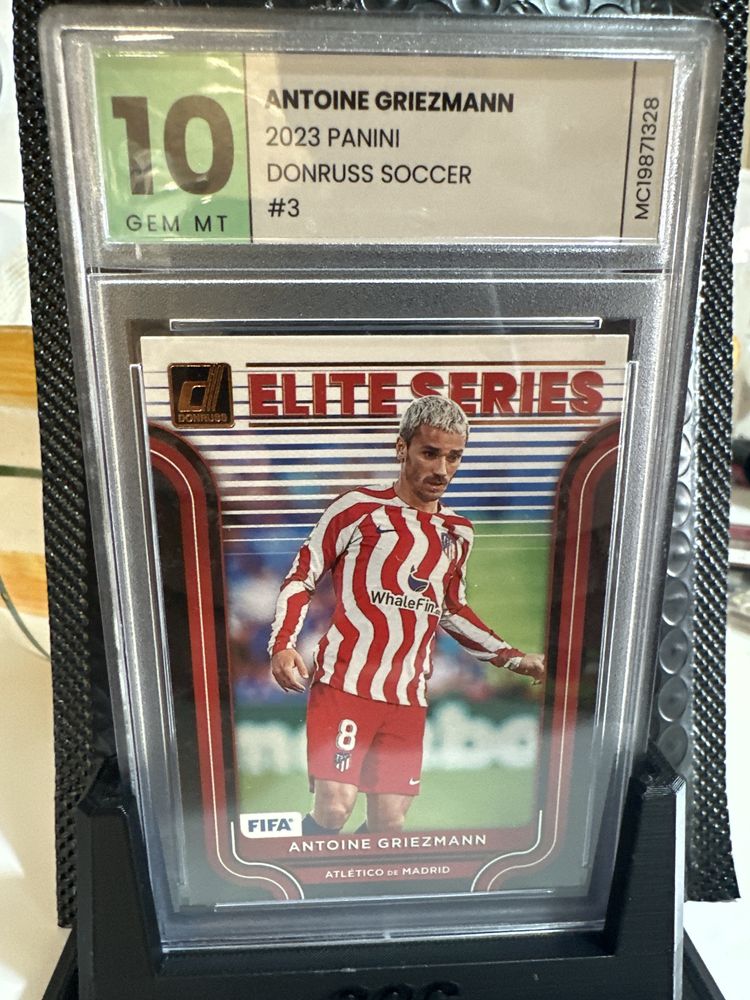 10
GEM MT
ANTOINE GRIEZMANN
2023 PANINI
DONRUSS SOCCER
#3
MC19871328
d
DONRUSS
ELITE SERIES
WhaleFin
8
FIFA
ANTOINE GRIEZMANN
ATLÉTICO DE MADRID